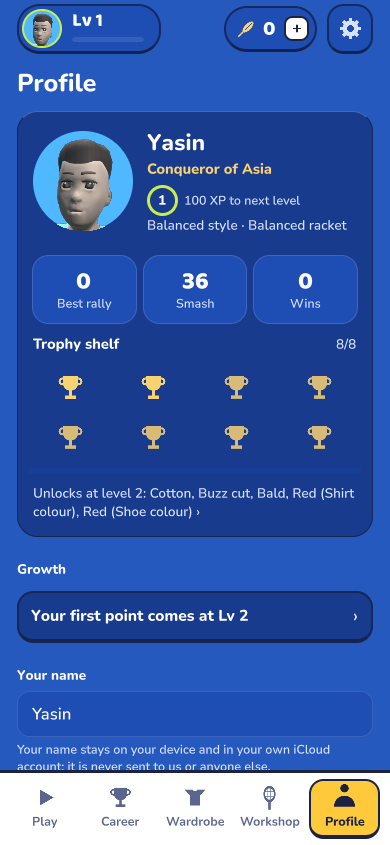 Lv 1
0
+
Profile
Yasin
Conqueror of Asia
1
100 XP to next level
Balanced style · Balanced racket
0
Best rally
36
Smash
0
Wins
Trophy shelf
8/8
Unlocks at level 2: Cotton, Buzz cut, Bald, Red (Shirt
colour), Red (Shoe colour) ›
Growth
Your first point comes at Lv 2 ›
Your name
Yasin
Your name stays on your device and in your own iCloud
account; it is never sent to us or anyone else.
Play
Career
Wardrobe
Workshop
Profile